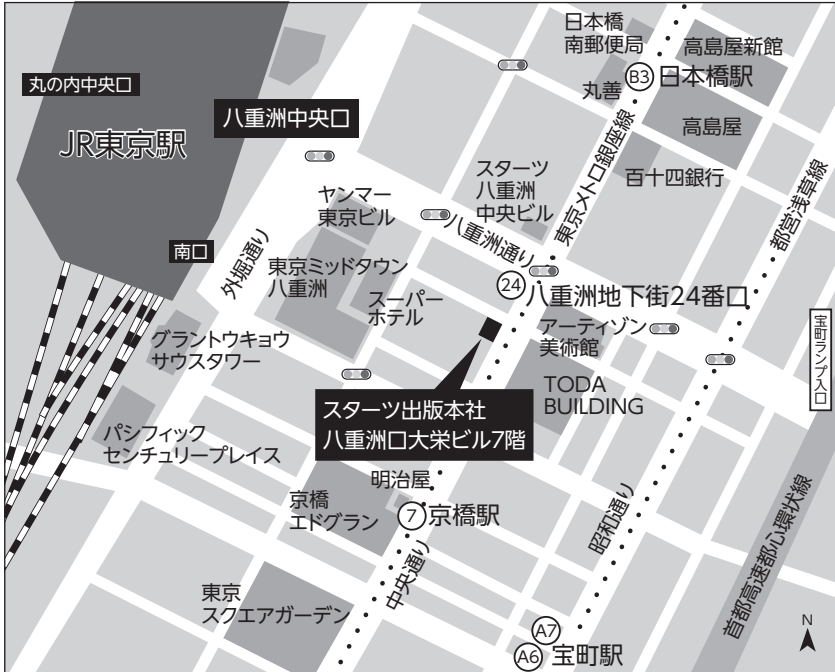 日本橋
南郵便局
高島屋新館
B3 日本橋駅
丸善
丸の内中央口
八重洲中央口
高島屋
JR東京駅
東京メトロ銀座線
スターツ
八重洲
中央ビル
百十四銀行
都営浅草線
ヤンマー
東京ビル
八重洲通り
南口
外堀通り
東京ミッドタウン
八重洲
24 八重洲地下街24番口
スーパー
ホテル
アーティゾン
美術館
宝町ランプ入口
グラントウキョウ
サウスタワー
TODA
BUILDING
スターツ出版本社
八重洲口大栄ビル7階
パシフィック
センチュリープレイス
明治屋
京橋
エドグラン
7 京橋駅
昭和通り
首都高速都心環状線
中央通り
東京
スクエアガーデン
A7
A6 宝町駅
N